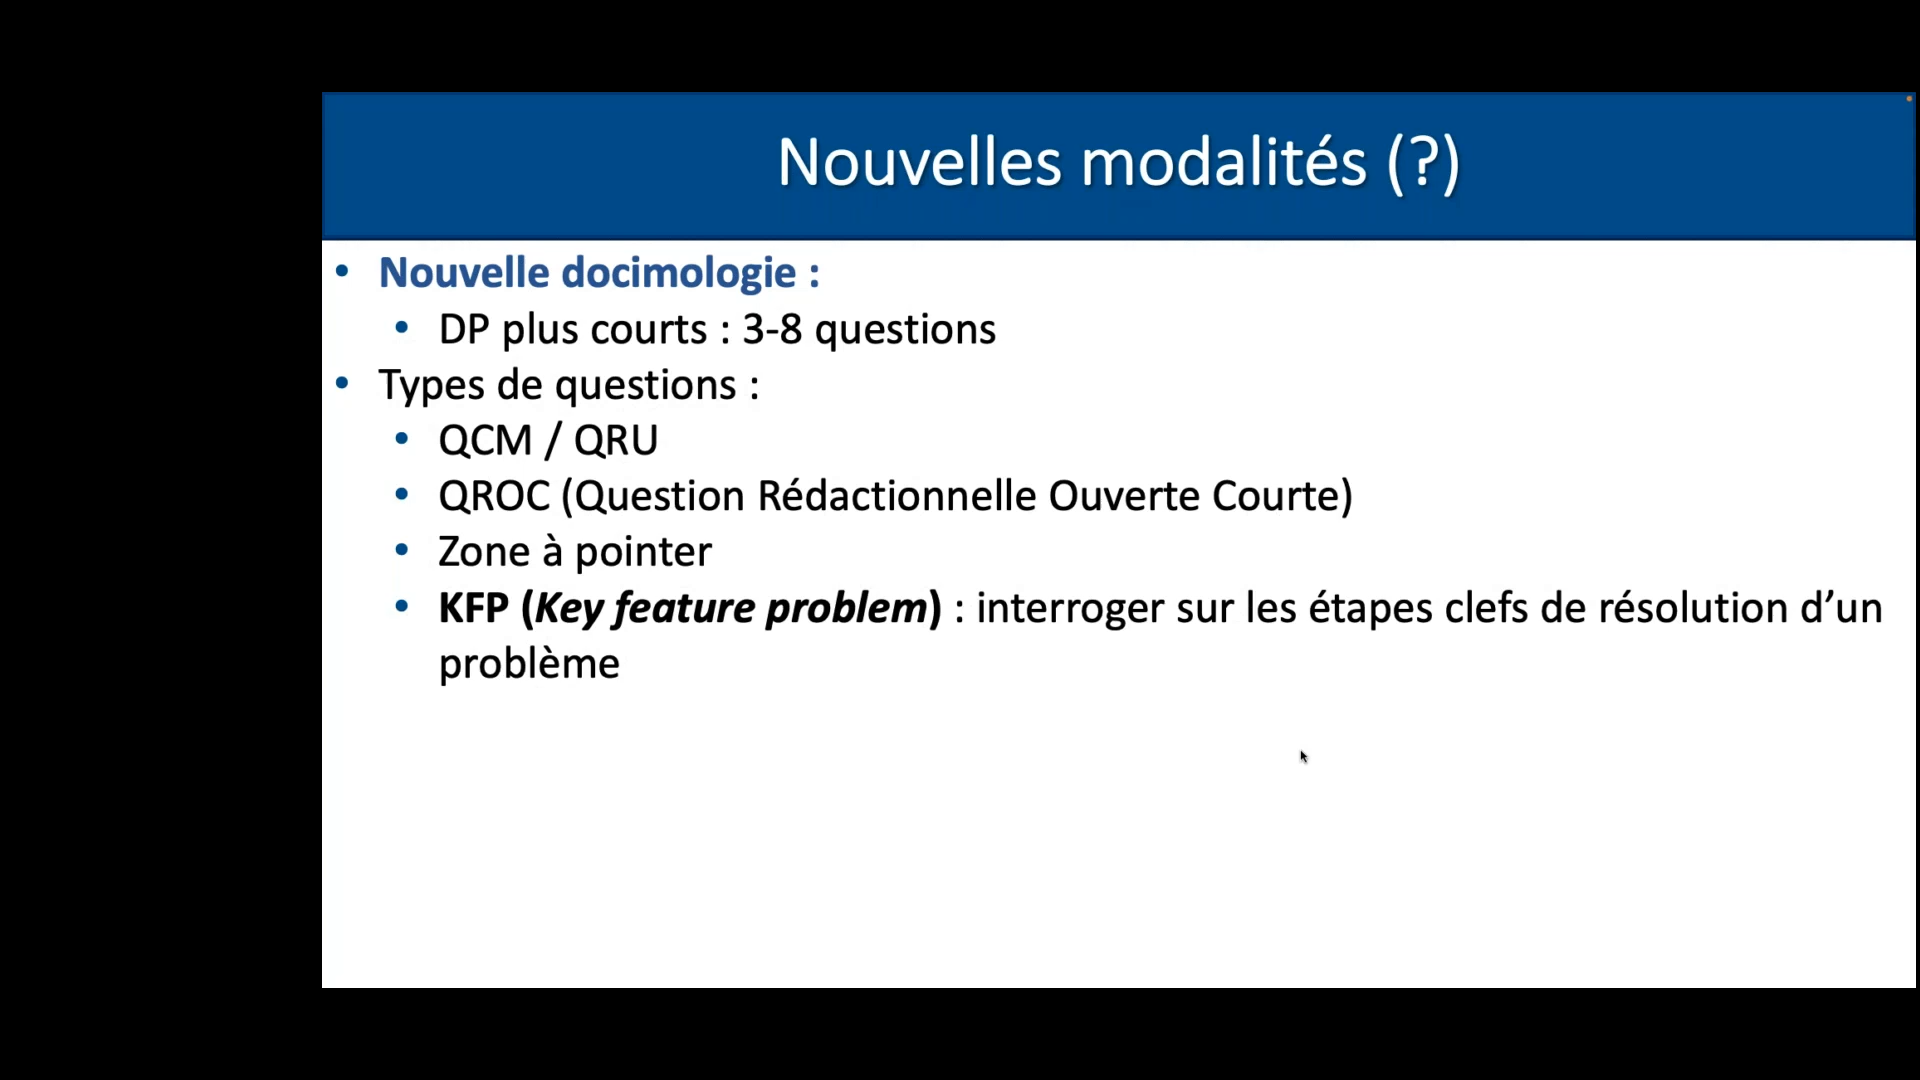 Nouvelles modalités (?)
• Nouvelle docimologie :
• DP plus courts : 3-8 questions
• Types de questions :
• QCM / QRU
• QROC (Question Rédactionnelle Ouverte Courte)
• Zone à pointer
• KFP (Key feature problem) : interroger sur les étapes clefs de résolution d’un
problème